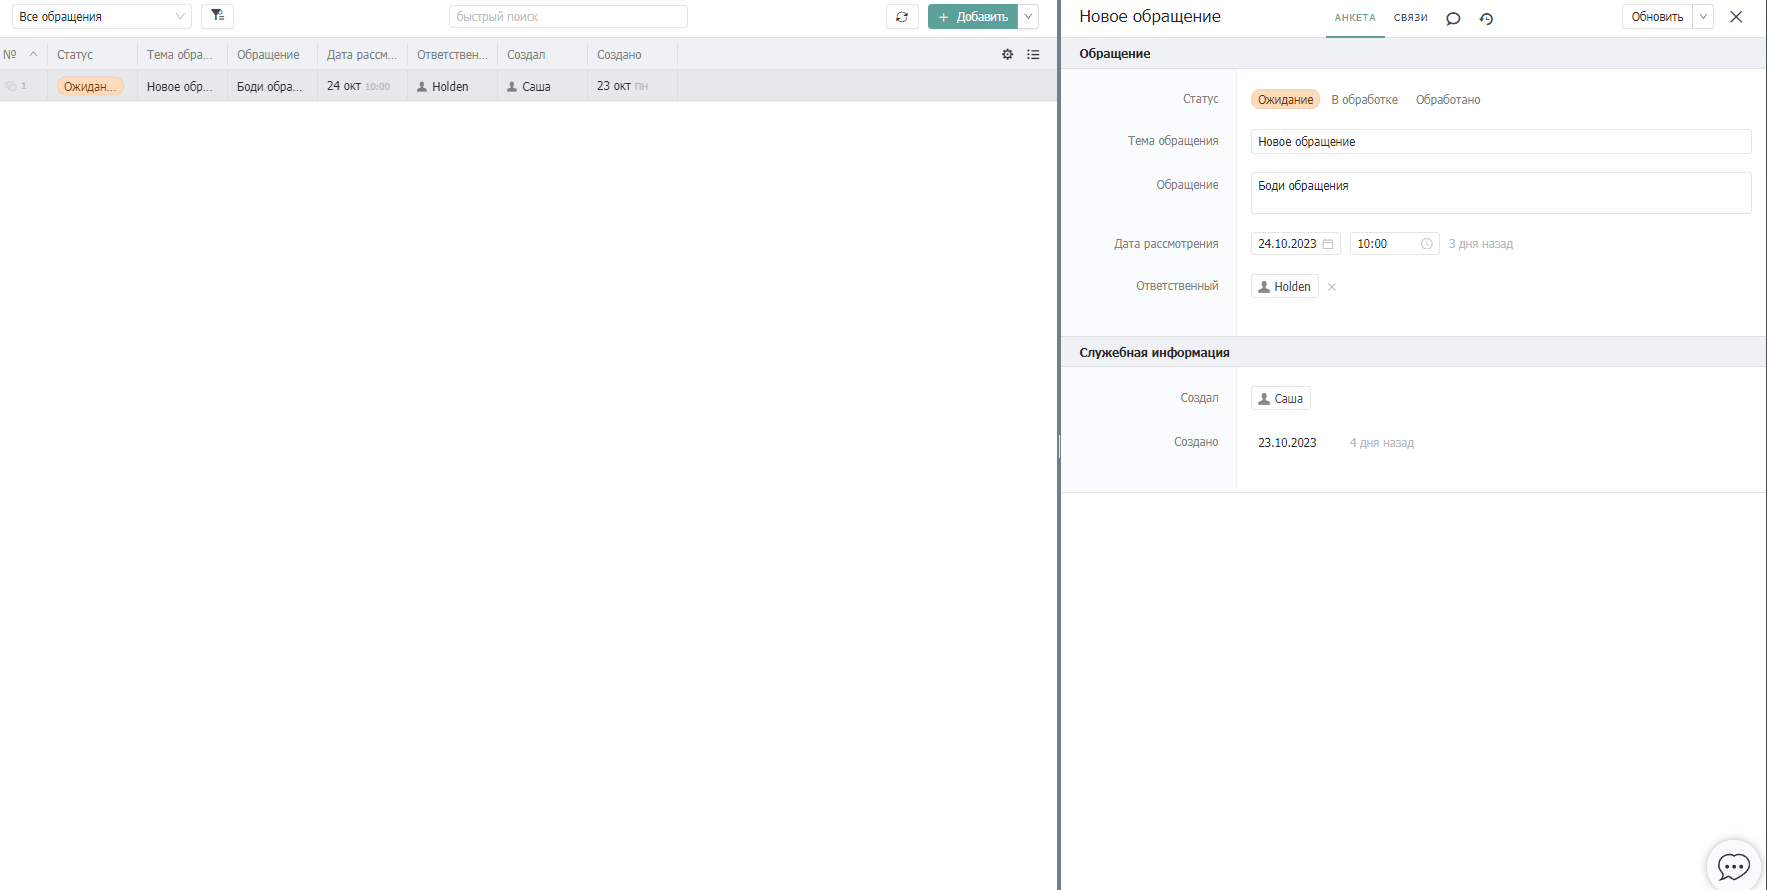 Все обращения
быстрый поиск
Добавить
№ Статус Тема обра... Обращение Дата рассм... Ответствен... Создал Создано
1 Ожидан... Новое обр... Боди обра... 24 окт 10:00 Holden Саша 23 окт пн
Новое обращение АНКЕТА СВЯЗИ Обновить
Обращение
Статус Ожидание В обработке Обработано
Тема обращения Новое обращение
Обращение Боди обращения
Дата рассмотрения 24.10.2023 10:00 3 дня назад
Ответственный Holden
Служебная информация
Создал Саша
Создано 23.10.2023 4 дня назад